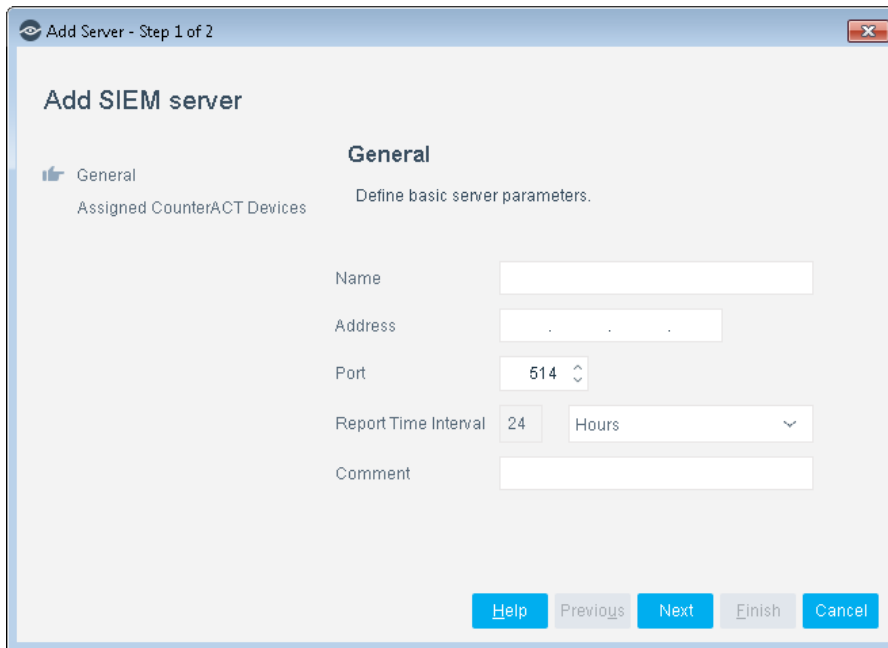 Add Server - Step 1 of 2
Add SIEM server
General
Assigned CounterACT Devices
General
Define basic server parameters.
Name
Address . . .
Port 514
Report Time Interval 24 Hours
Comment
Help Previous Next Finish Cancel